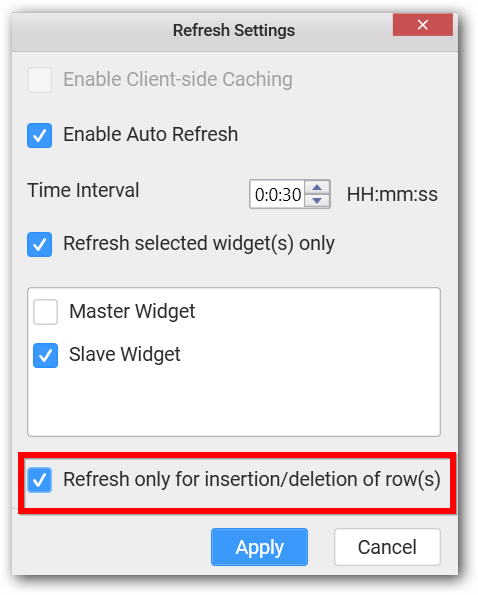 Refresh Settings
Enable Client-side Caching
Enable Auto Refresh
Time Interval 0:0:30 HH:mm:ss
Refresh selected widget(s) only
Master Widget
Slave Widget
Refresh only for insertion/deletion of row(s)
Apply Cancel